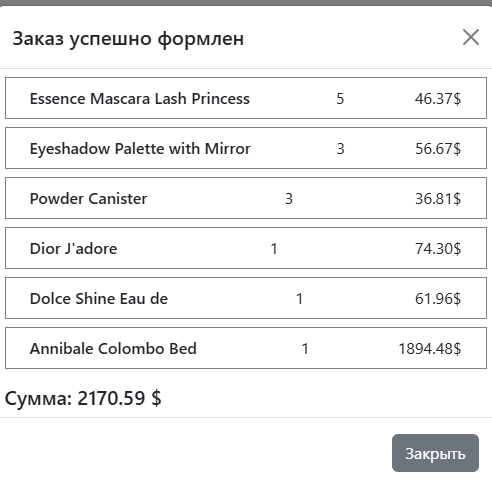 Заказ успешно формлен
Essence Mascara Lash Princess 5 46.37$
Eyeshadow Palette with Mirror 3 56.67$
Powder Canister 3 36.81$
Dior J'adore 1 74.30$
Dolce Shine Eau de 1 61.96$
Annibale Colombo Bed 1 1894.48$
Сумма: 2170.59 $
Закрыть